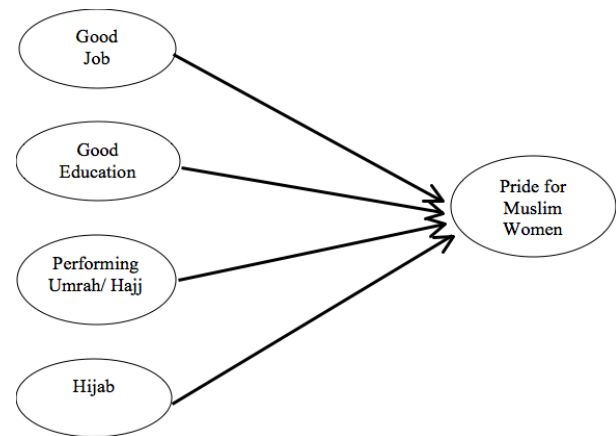 Good
Job
Good
Education
Performing
Umrah/ Hajj
Hijab
Pride for
Muslim
Women